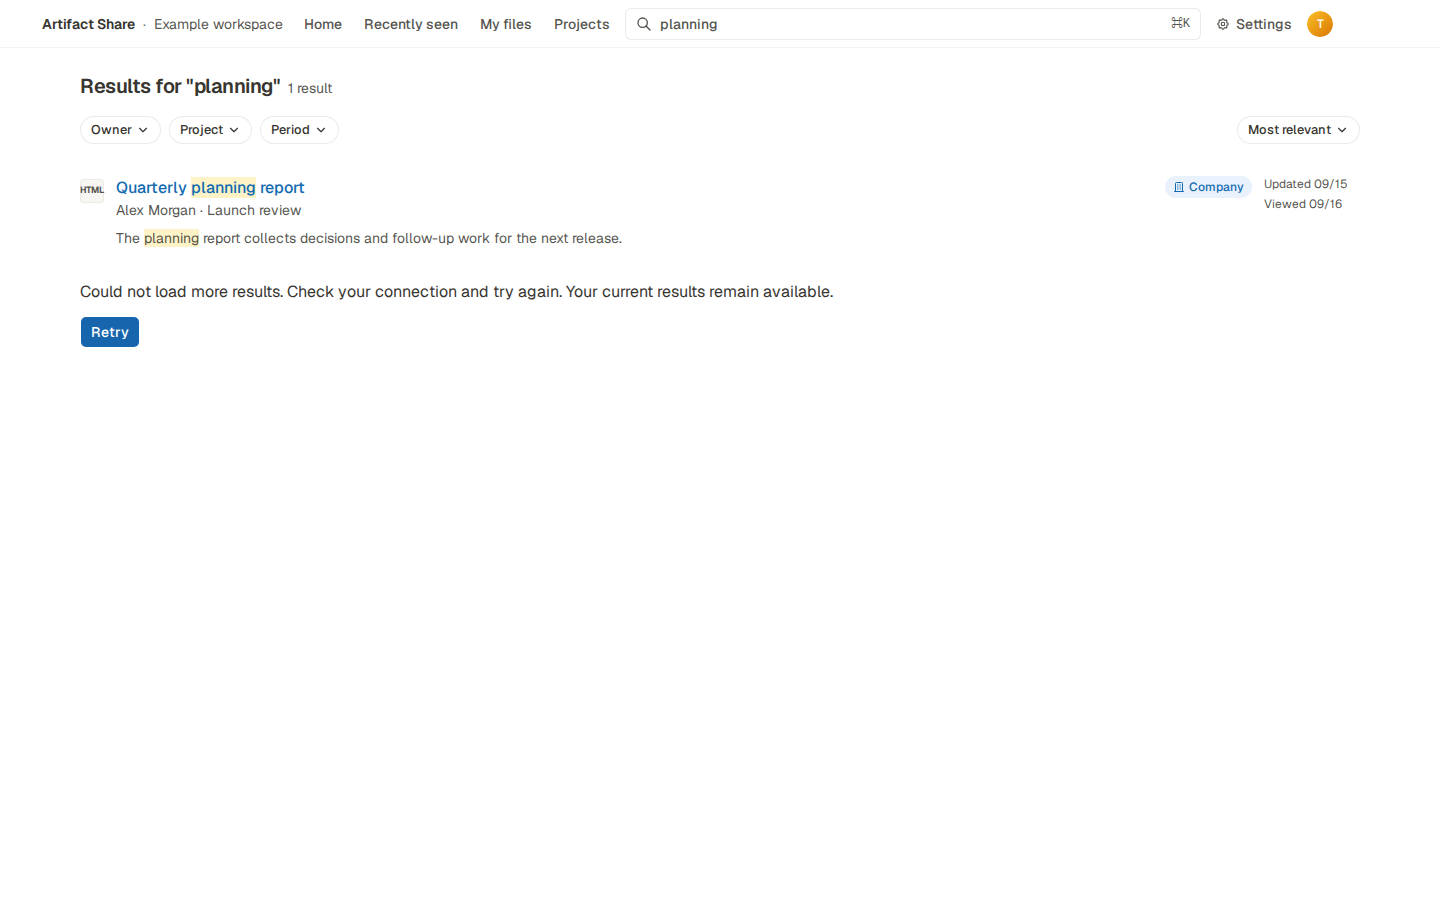 Artifact Share · Example workspace Home Recently seen My files Projects planning ⌘K Settings T
Results for "planning" 1 result
Owner Project Period Most relevant
HTML Quarterly planning report Company Updated 09/15
Alex Morgan · Launch review Viewed 09/16
The planning report collects decisions and follow-up work for the next release.
Could not load more results. Check your connection and try again. Your current results remain available.
Retry